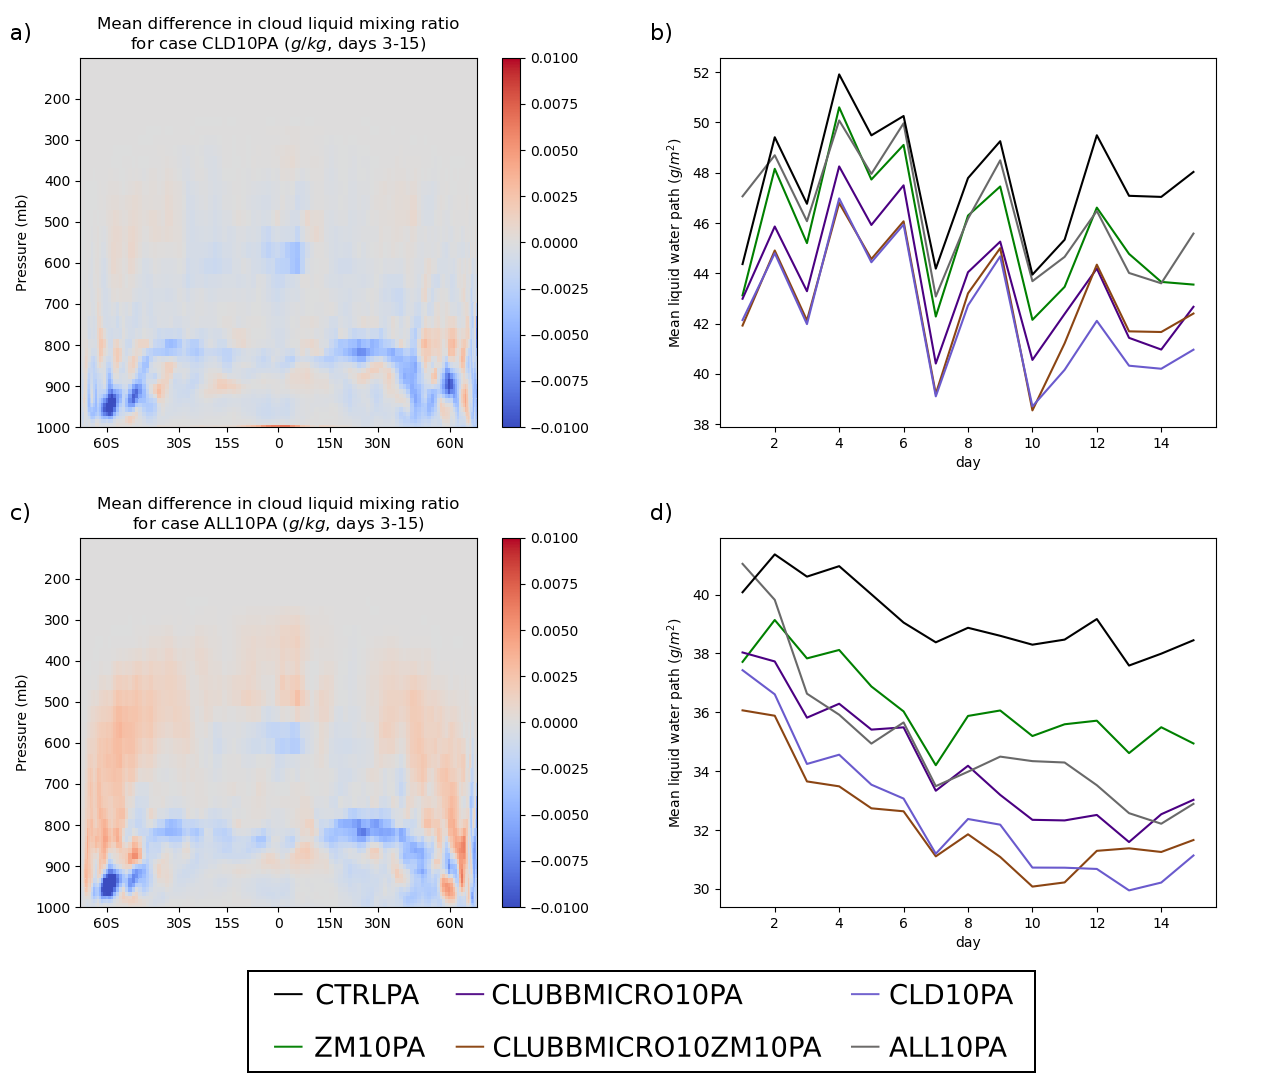 a)
Mean difference in cloud liquid mixing ratio
for case CLD10PA (g/kg, days 3-15)
Pressure (mb)
200
300
400
500
600
700
800
900
1000
60S 30S 15S 0 15N 30N 60N
0.0100
0.0075
0.0050
0.0025
0.0000
−0.0025
−0.0050
−0.0075
−0.0100
b)
Mean liquid water path (g/m²)
52
50
48
46
44
42
40
38
2 4 6 8 10 12 14
day
c)
Mean difference in cloud liquid mixing ratio
for case ALL10PA (g/kg, days 3-15)
Pressure (mb)
200
300
400
500
600
700
800
900
1000
60S 30S 15S 0 15N 30N 60N
0.0100
0.0075
0.0050
0.0025
0.0000
−0.0025
−0.0050
−0.0075
−0.0100
d)
Mean liquid water path (g/m²)
40
38
36
34
32
30
2 4 6 8 10 12 14
day
CTRLPA CLUBBMICRO10PA CLD10PA
ZM10PA CLUBBMICRO10ZM10PA ALL10PA